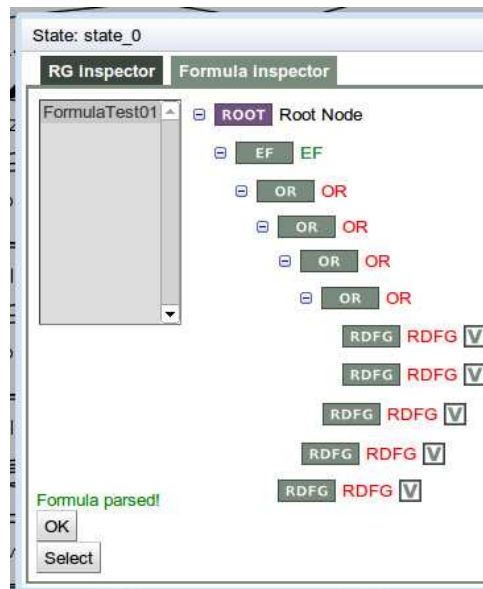 State: state_0
RG Inspector Formula Inspector
FormulaTest01
ROOT Root Node
EF EF
OR OR
OR OR
OR OR
OR OR
RDFG RDFG V
RDFG RDFG V
RDFG RDFG V
RDFG RDFG V
RDFG RDFG V
Formula parsed!
OK
Select